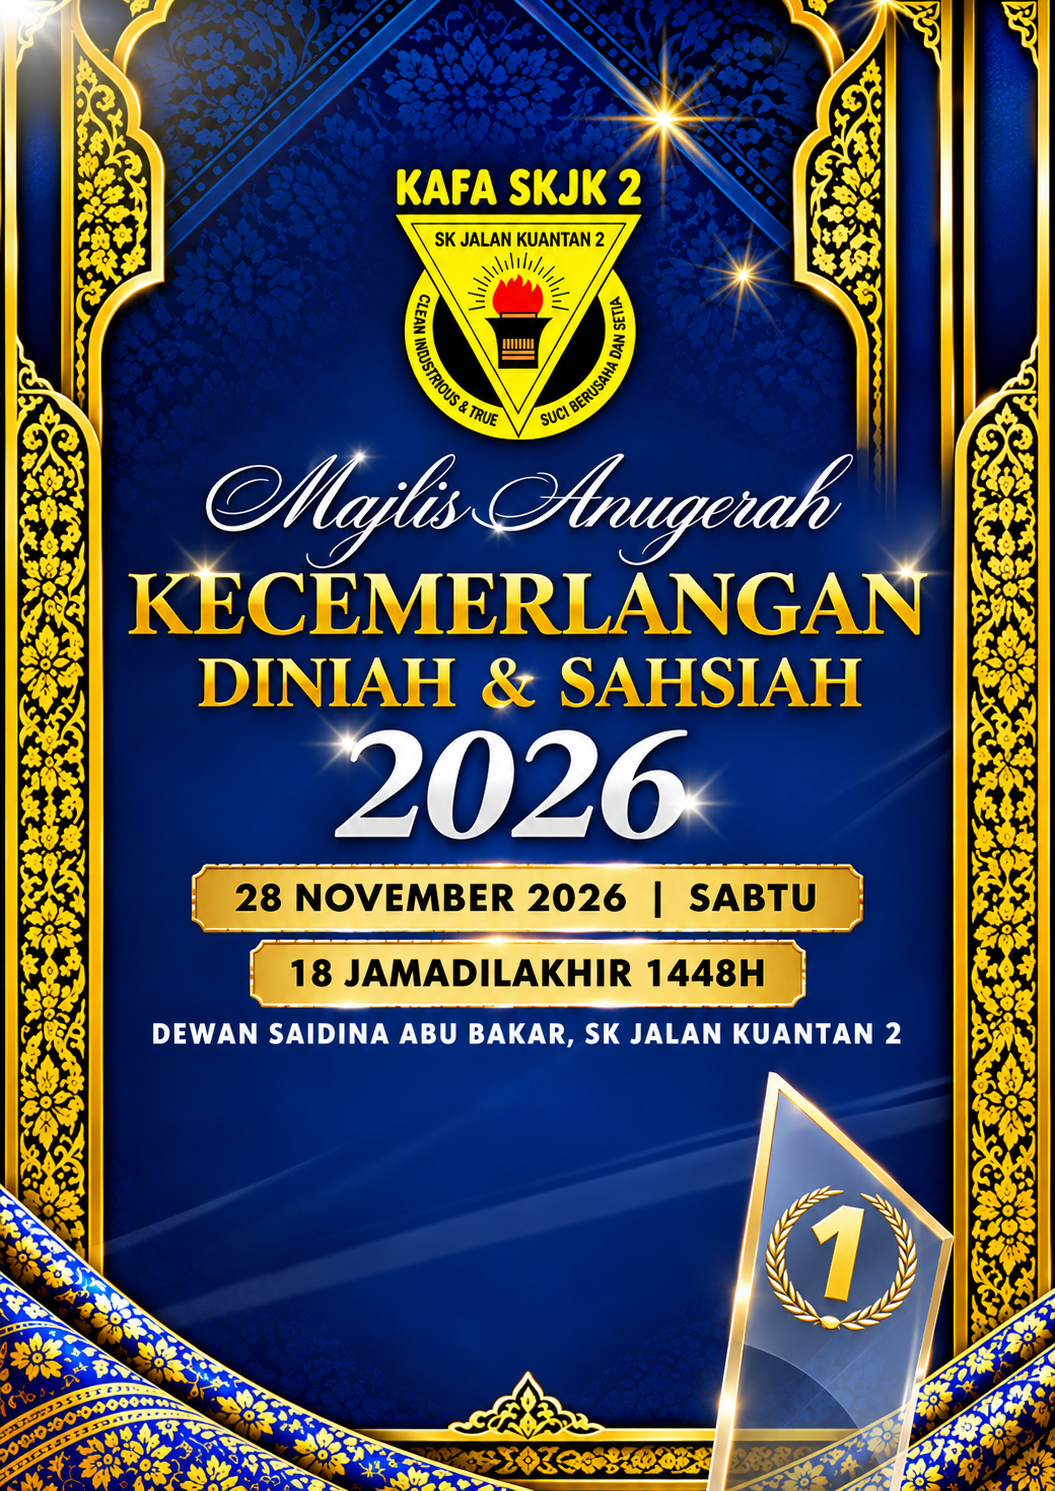 KAFA SKJK 2
SK JALAN KUANTAN 2
CLEAN INDUSTRIOUS & TRUE
SUCI BERUSAHA DAN SETIA
Majlis Anugerah
KECEMERLANGAN
DINIAH & SAHSIAH
2026
28 NOVEMBER 2026 | SABTU
18 JAMADILAKHIR 1448H
DEWAN SAIDINA ABU BAKAR, SK JALAN KUANTAN 2
1